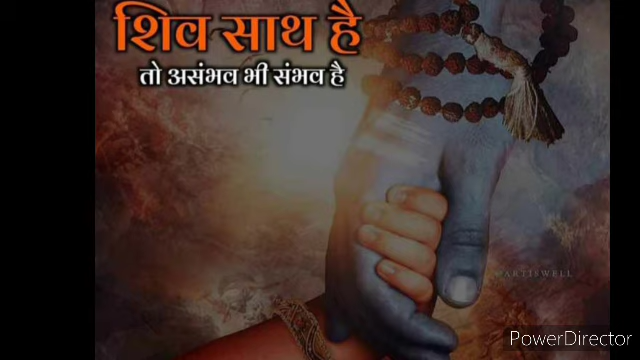 शिव साथ है
तो असंभव भी संभव है
@ARTISWELL
PowerDirector